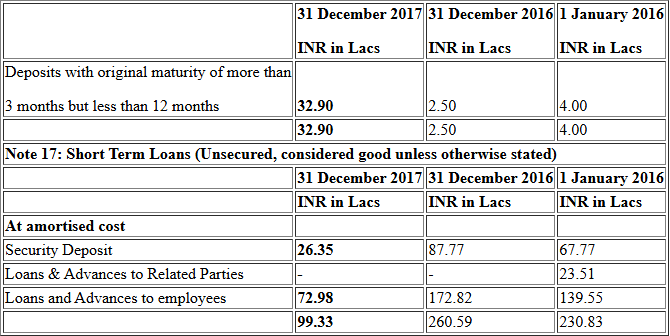 31 December 2017 31 December 2016 1 January 2016
INR in Lacs INR in Lacs INR in Lacs
Deposits with original maturity of more than
3 months but less than 12 months 32.90 2.50 4.00
32.90 2.50 4.00
Note 17: Short Term Loans (Unsecured, considered good unless otherwise stated)
31 December 2017 31 December 2016 1 January 2016
INR in Lacs INR in Lacs INR in Lacs
At amortised cost
Security Deposit 26.35 87.77 67.77
Loans & Advances to Related Parties - - 23.51
Loans and Advances to employees 72.98 172.82 139.55
99.33 260.59 230.83